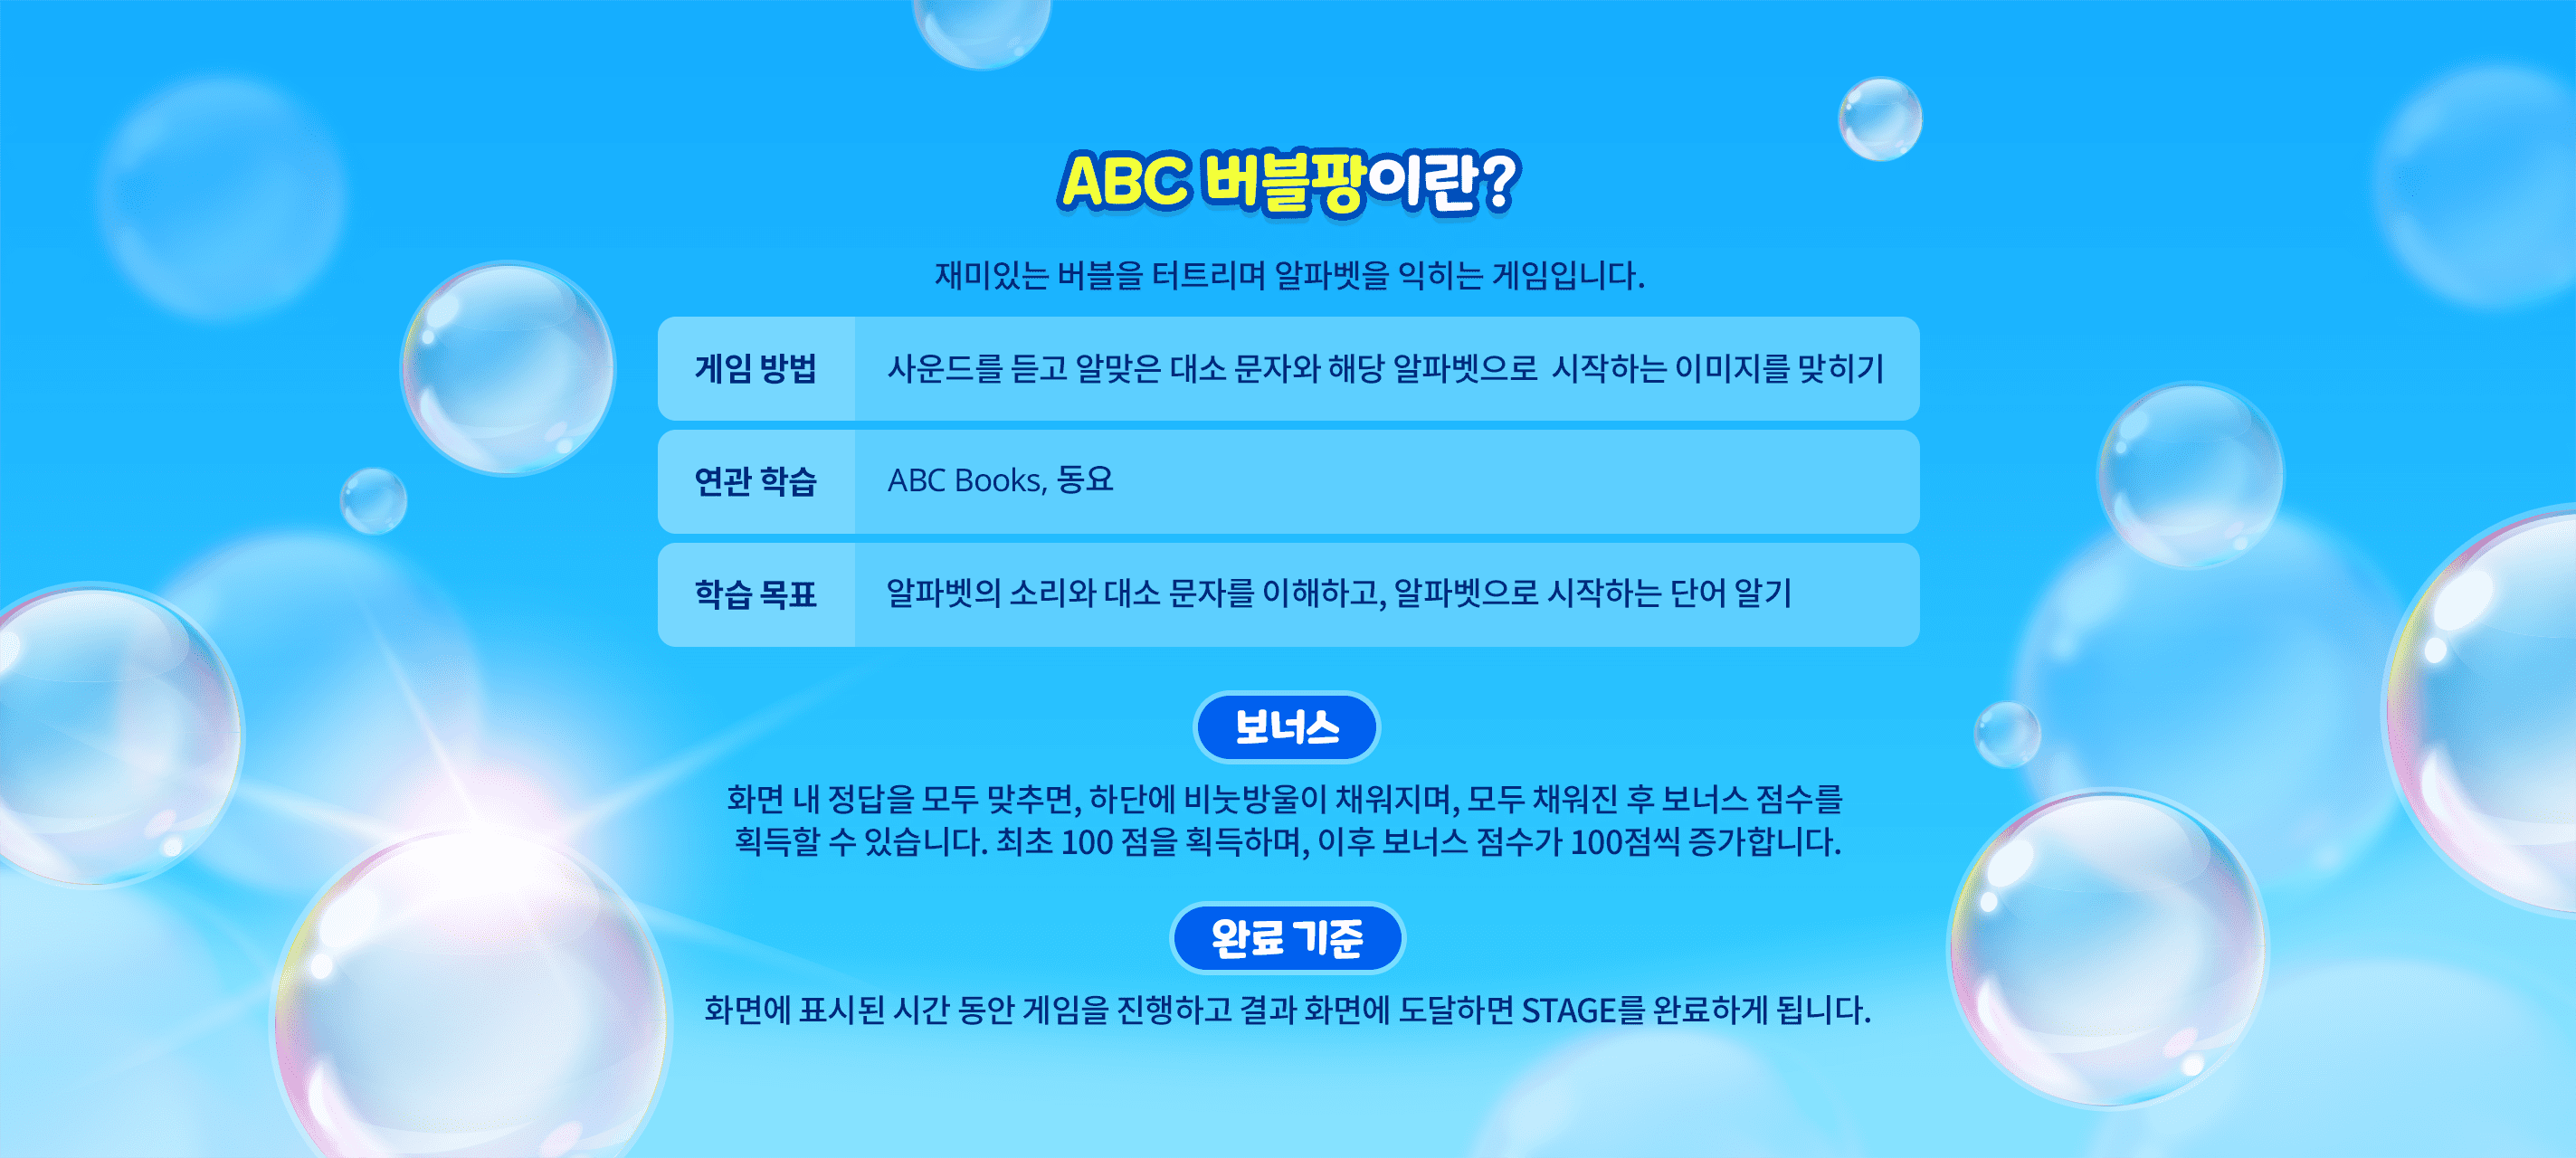 ABC 버블팡이란?
재미있는 버블을 터트리며 알파벳을 익히는 게임입니다.
게임 방법 사운드를 듣고 알맞은 대소 문자와 해당 알파벳으로 시작하는 이미지를 맞히기
연관 학습 ABC Books, 동요
학습 목표 알파벳의 소리와 대소 문자를 이해하고, 알파벳으로 시작하는 단어 알기
보너스
화면 내 정답을 모두 맞추면, 하단에 비눗방울이 채워지며, 모두 채워진 후 보너스 점수를
획득할 수 있습니다. 최초 100 점을 획득하며, 이후 보너스 점수가 100점씩 증가합니다.
완료 기준
화면에 표시된 시간 동안 게임을 진행하고 결과 화면에 도달하면 STAGE를 완료하게 됩니다.